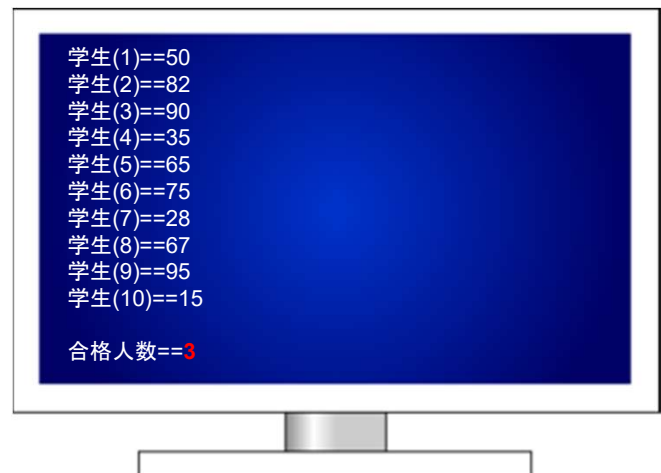 学生(1)==50
学生(2)==82
学生(3)==90
学生(4)==35
学生(5)==65
学生(6)==75
学生(7)==28
学生(8)==67
学生(9)==95
学生(10)==15
合格人数==3